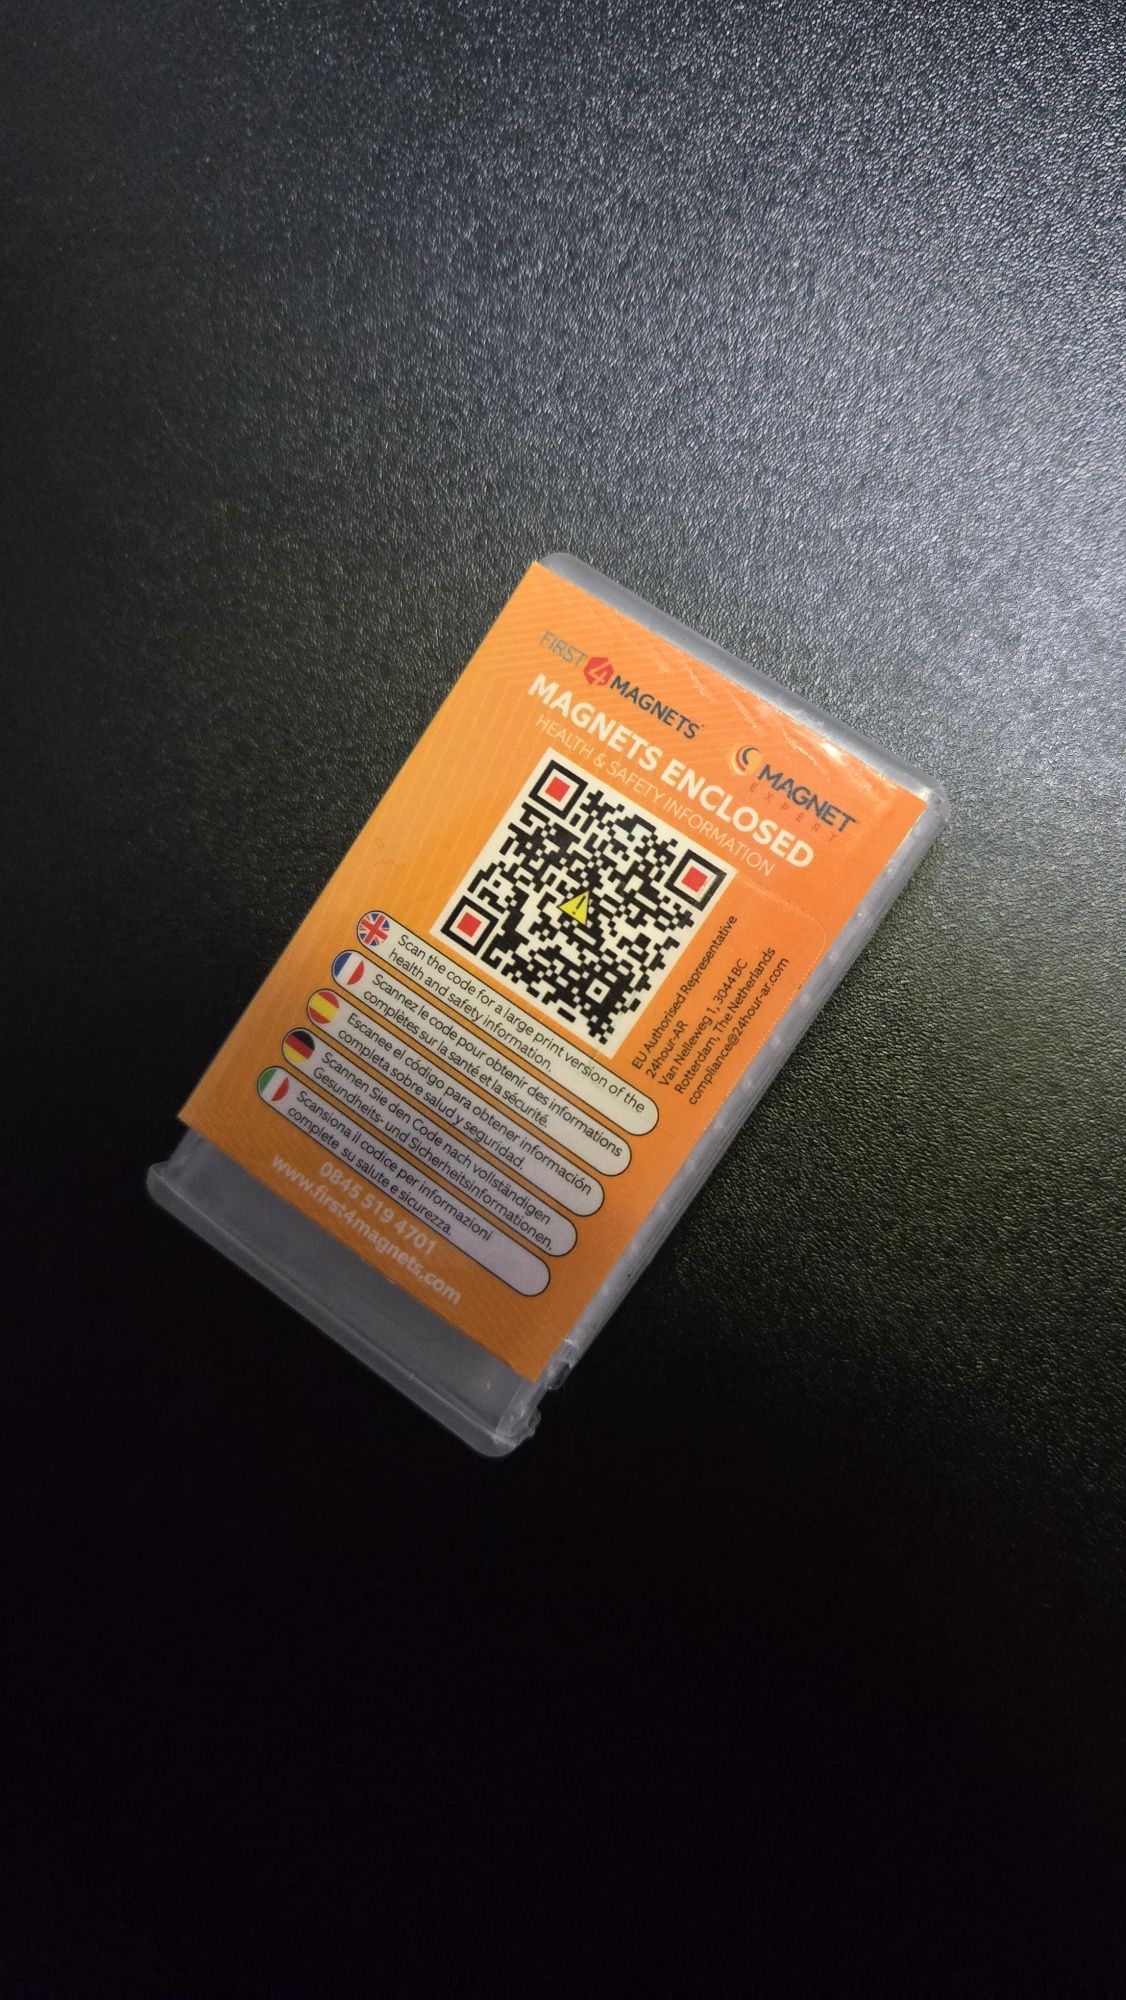 FIRST4MAGNETS®
MAGNET
EXPERT
MAGNETS ENCLOSED
HEALTH & SAFETY INFORMATION
EU Authorised Representative
24hour-AR
Van Nelleweg 1, 3044 BC
Rotterdam, The Netherlands
compliance@24hour-ar.com
Scan the code for a large print version of the
health and safety information.
Scannez le code pour obtenir des informations
complètes sur la santé et la sécurité.
Escanee el código para obtener información
completa sobre salud y seguridad.
Scannen Sie den Code nach vollständigen
Gesundheits- und Sicherheitsinformationen.
Scansiona il codice per informazioni
complete su salute e sicurezza.
0845 519 4701
www.first4magnets.com